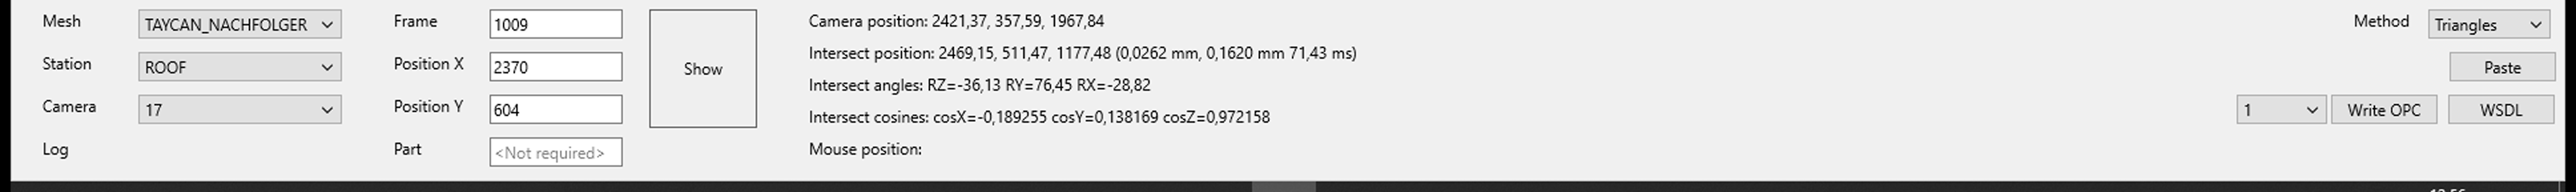 Mesh TAYCAN_NACHFOLGER Frame 1009 Camera position: 2421,37, 357,59, 1967,84 Method Triangles
Intersect position: 2469,15, 511,47, 1177,48 (0,0262 mm, 0,1620 mm 71,43 ms)
Station ROOF Position X 2370 Show Paste
Intersect angles: RZ=-36,13 RY=76,45 RX=-28,82
Camera 17 Position Y 604 Intersect cosines: cosX=-0,189255 cosY=0,138169 cosZ=0,972158 1 Write OPC WSDL
Log Part <Not required> Mouse position: